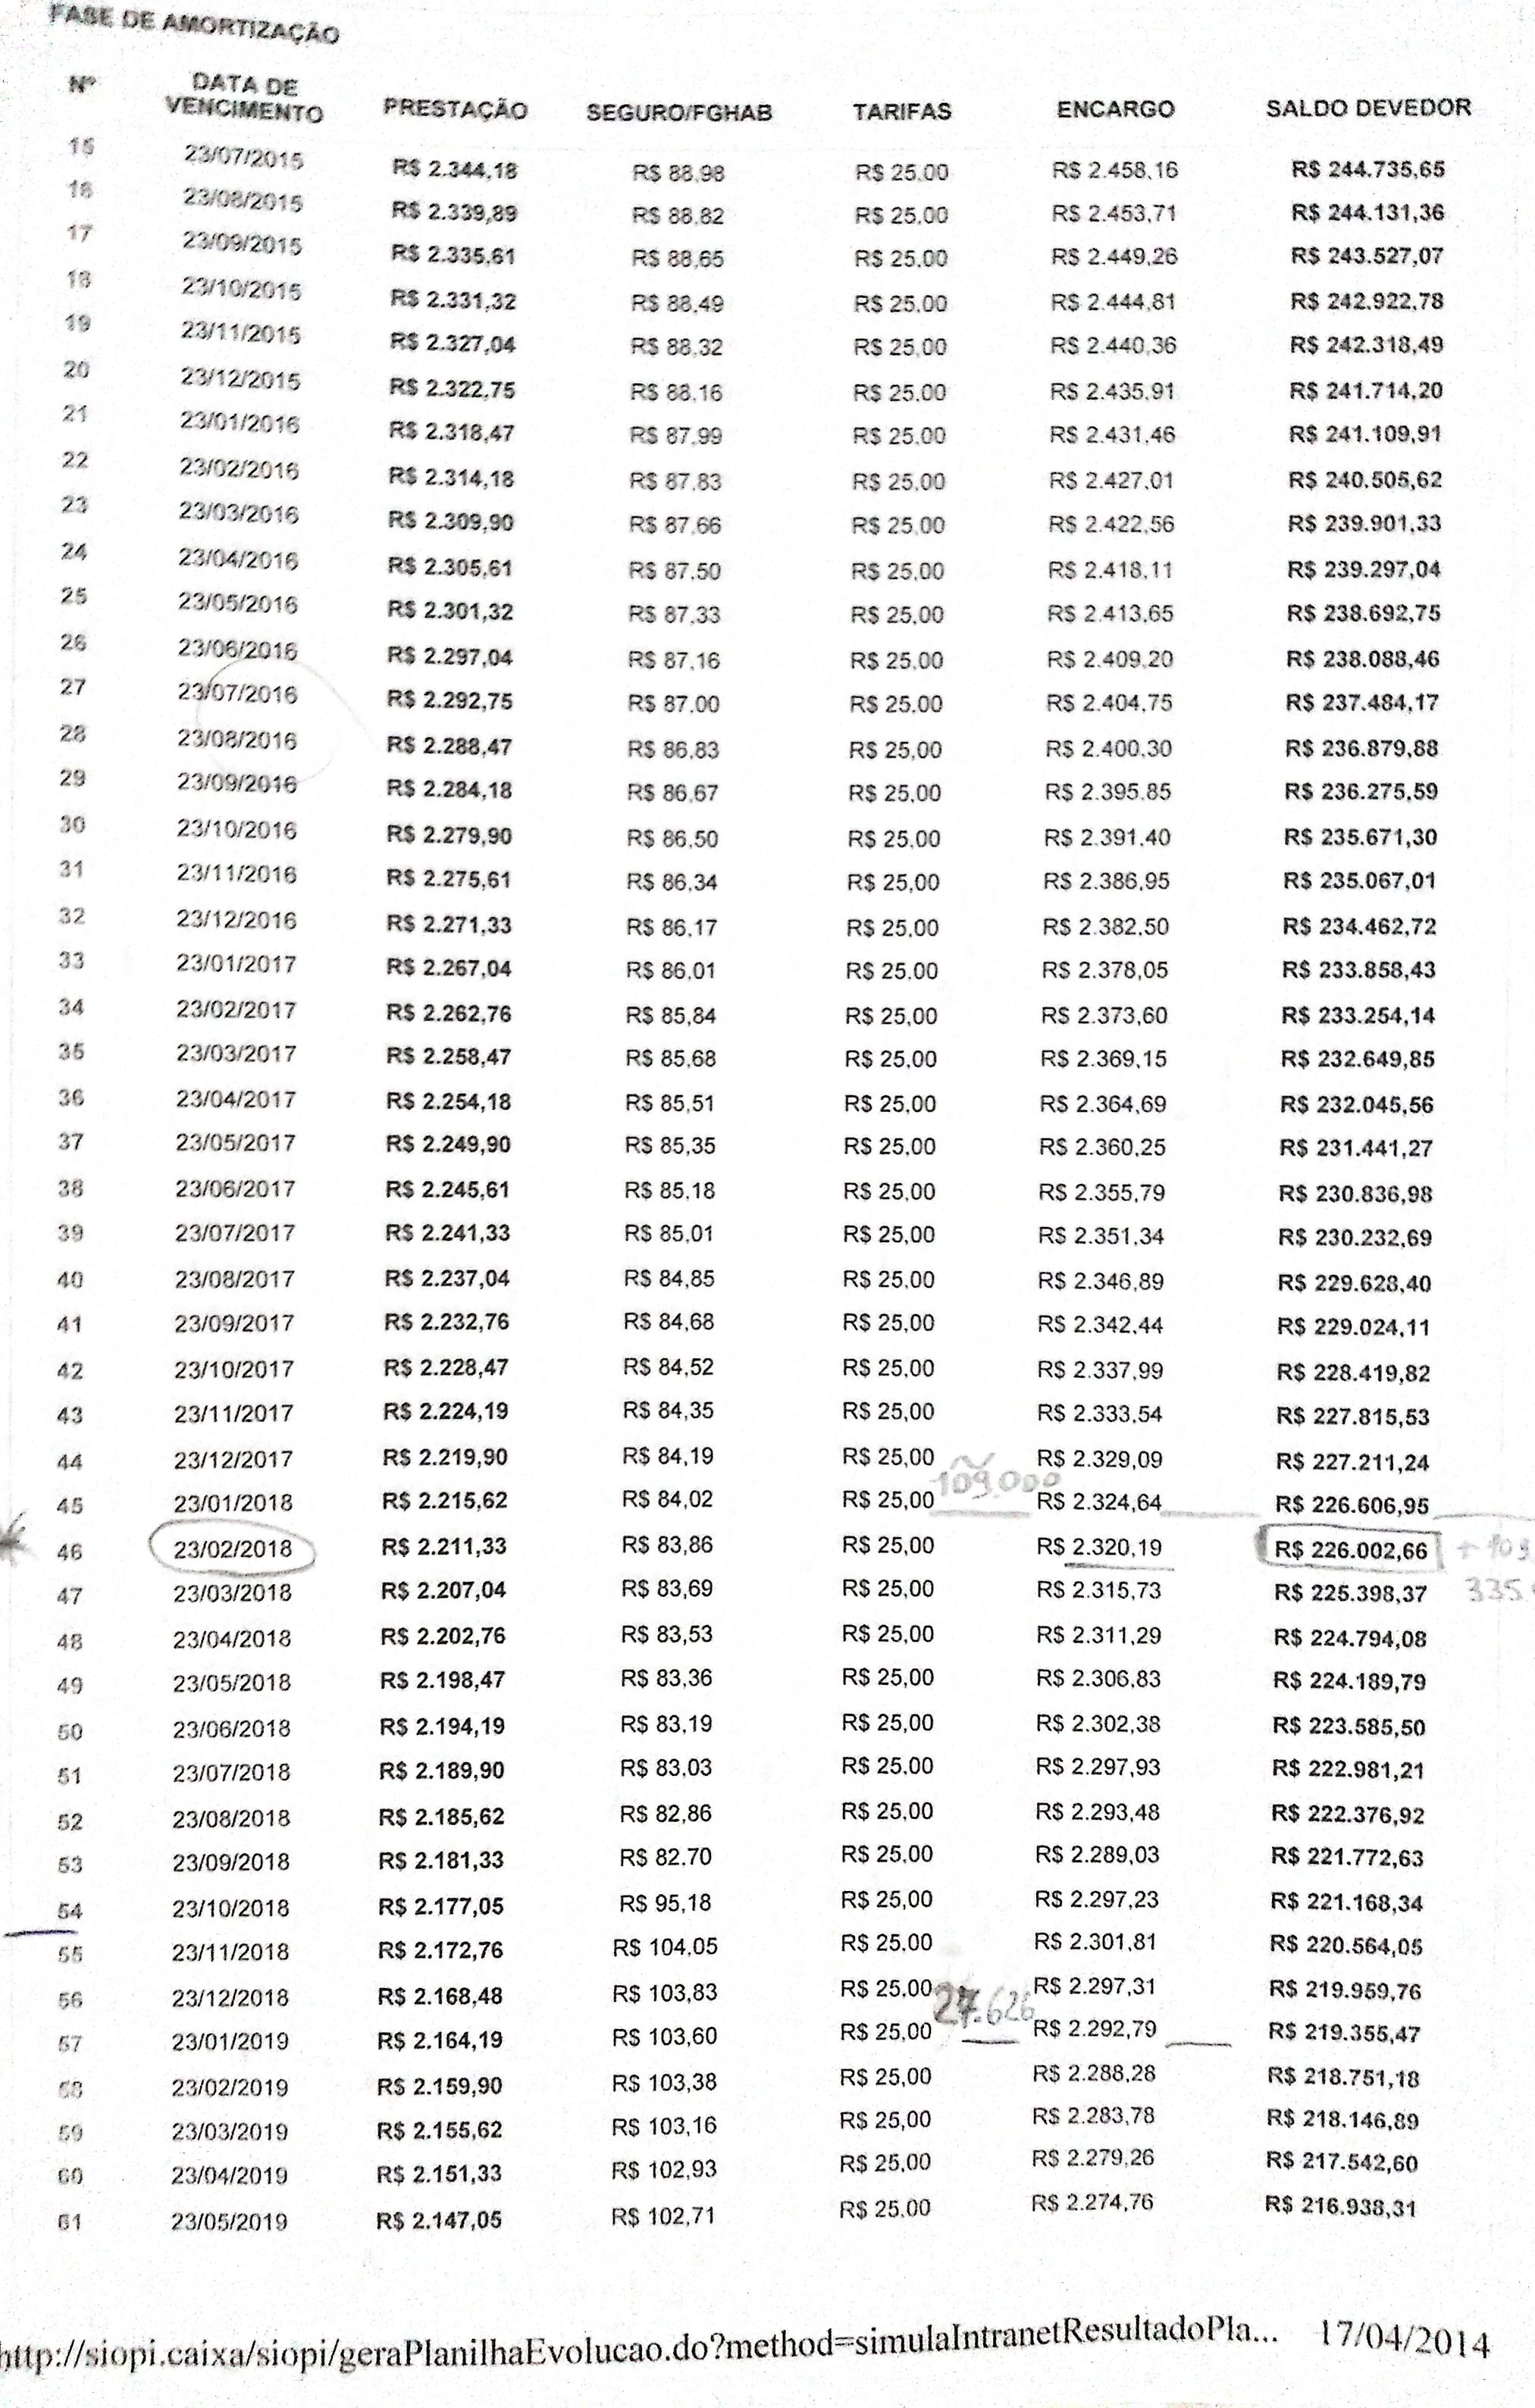 FASE DE AMORTIZAÇÃO
Nº DATA DE VENCIMENTO PRESTAÇÃO SEGURO/FGHAB TARIFAS ENCARGO SALDO DEVEDOR
15 23/07/2015 R$ 2.344,18 R$ 88,98 R$ 25,00 R$ 2.458,16 R$ 244.735,65
16 23/08/2015 R$ 2.339,89 R$ 88,82 R$ 25,00 R$ 2.453,71 R$ 244.131,36
17 23/09/2015 R$ 2.335,61 R$ 88,65 R$ 25,00 R$ 2.449,26 R$ 243.527,07
18 23/10/2015 R$ 2.331,32 R$ 88,49 R$ 25,00 R$ 2.444,81 R$ 242.922,78
19 23/11/2015 R$ 2.327,04 R$ 88,32 R$ 25,00 R$ 2.440,36 R$ 242.318,49
20 23/12/2015 R$ 2.322,75 R$ 88,16 R$ 25,00 R$ 2.435,91 R$ 241.714,20
21 23/01/2016 R$ 2.318,47 R$ 87,99 R$ 25,00 R$ 2.431,46 R$ 241.109,91
22 23/02/2016 R$ 2.314,18 R$ 87,83 R$ 25,00 R$ 2.427,01 R$ 240.505,62
23 23/03/2016 R$ 2.309,90 R$ 87,66 R$ 25,00 R$ 2.422,56 R$ 239.901,33
24 23/04/2016 R$ 2.305,61 R$ 87,50 R$ 25,00 R$ 2.418,11 R$ 239.297,04
25 23/05/2016 R$ 2.301,32 R$ 87,33 R$ 25,00 R$ 2.413,65 R$ 238.692,75
26 23/06/2016 R$ 2.297,04 R$ 87,16 R$ 25,00 R$ 2.409,20 R$ 238.088,46
27 23/07/2016 R$ 2.292,75 R$ 87,00 R$ 25,00 R$ 2.404,75 R$ 237.484,17
28 23/08/2016 R$ 2.288,47 R$ 86,83 R$ 25,00 R$ 2.400,30 R$ 236.879,88
29 23/09/2016 R$ 2.284,18 R$ 86,67 R$ 25,00 R$ 2.395,85 R$ 236.275,59
30 23/10/2016 R$ 2.279,90 R$ 86,50 R$ 25,00 R$ 2.391,40 R$ 235.671,30
31 23/11/2016 R$ 2.275,61 R$ 86,34 R$ 25,00 R$ 2.386,95 R$ 235.067,01
32 23/12/2016 R$ 2.271,33 R$ 86,17 R$ 25,00 R$ 2.382,50 R$ 234.462,72
33 23/01/2017 R$ 2.267,04 R$ 86,01 R$ 25,00 R$ 2.378,05 R$ 233.858,43
34 23/02/2017 R$ 2.262,76 R$ 85,84 R$ 25,00 R$ 2.373,60 R$ 233.254,14
35 23/03/2017 R$ 2.258,47 R$ 85,68 R$ 25,00 R$ 2.369,15 R$ 232.649,85
36 23/04/2017 R$ 2.254,18 R$ 85,51 R$ 25,00 R$ 2.364,69 R$ 232.045,56
37 23/05/2017 R$ 2.249,90 R$ 85,35 R$ 25,00 R$ 2.360,25 R$ 231.441,27
38 23/06/2017 R$ 2.245,61 R$ 85,18 R$ 25,00 R$ 2.355,79 R$ 230.836,98
39 23/07/2017 R$ 2.241,33 R$ 85,01 R$ 25,00 R$ 2.351,34 R$ 230.232,69
40 23/08/2017 R$ 2.237,04 R$ 84,85 R$ 25,00 R$ 2.346,89 R$ 229.628,40
41 23/09/2017 R$ 2.232,76 R$ 84,68 R$ 25,00 R$ 2.342,44 R$ 229.024,11
42 23/10/2017 R$ 2.228,47 R$ 84,52 R$ 25,00 R$ 2.337,99 R$ 228.419,82
43 23/11/2017 R$ 2.224,19 R$ 84,35 R$ 25,00 R$ 2.333,54 R$ 227.815,53
44 23/12/2017 R$ 2.219,90 R$ 84,19 R$ 25,00 R$ 2.329,09 R$ 227.211,24
109.000
45 23/01/2018 R$ 2.215,62 R$ 84,02 R$ 25,00 R$ 2.324,64 R$ 226.606,95
46 23/02/2018 R$ 2.211,33 R$ 83,86 R$ 25,00 R$ 2.320,19 R$ 226.002,66 + 109.
47 23/03/2018 R$ 2.207,04 R$ 83,69 R$ 25,00 R$ 2.315,73 R$ 225.398,37 335.
48 23/04/2018 R$ 2.202,76 R$ 83,53 R$ 25,00 R$ 2.311,29 R$ 224.794,08
49 23/05/2018 R$ 2.198,47 R$ 83,36 R$ 25,00 R$ 2.306,83 R$ 224.189,79
50 23/06/2018 R$ 2.194,19 R$ 83,19 R$ 25,00 R$ 2.302,38 R$ 223.585,50
51 23/07/2018 R$ 2.189,90 R$ 83,03 R$ 25,00 R$ 2.297,93 R$ 222.981,21
52 23/08/2018 R$ 2.185,62 R$ 82,86 R$ 25,00 R$ 2.293,48 R$ 222.376,92
53 23/09/2018 R$ 2.181,33 R$ 82,70 R$ 25,00 R$ 2.289,03 R$ 221.772,63
54 23/10/2018 R$ 2.177,05 R$ 95,18 R$ 25,00 R$ 2.297,23 R$ 221.168,34
55 23/11/2018 R$ 2.172,76 R$ 104,05 R$ 25,00 R$ 2.301,81 R$ 220.564,05
56 23/12/2018 R$ 2.168,48 R$ 103,83 R$ 25,00 R$ 2.297,31 R$ 219.959,76
27.626
57 23/01/2019 R$ 2.164,19 R$ 103,60 R$ 25,00 R$ 2.292,79 R$ 219.355,47
58 23/02/2019 R$ 2.159,90 R$ 103,38 R$ 25,00 R$ 2.288,28 R$ 218.751,18
59 23/03/2019 R$ 2.155,62 R$ 103,16 R$ 25,00 R$ 2.283,78 R$ 218.146,89
60 23/04/2019 R$ 2.151,33 R$ 102,93 R$ 25,00 R$ 2.279,26 R$ 217.542,60
61 23/05/2019 R$ 2.147,05 R$ 102,71 R$ 25,00 R$ 2.274,76 R$ 216.938,31
http://siopi.caixa/siopi/geraPlanilhaEvolucao.do?method=simulaIntranetResultadoPla... 17/04/2014